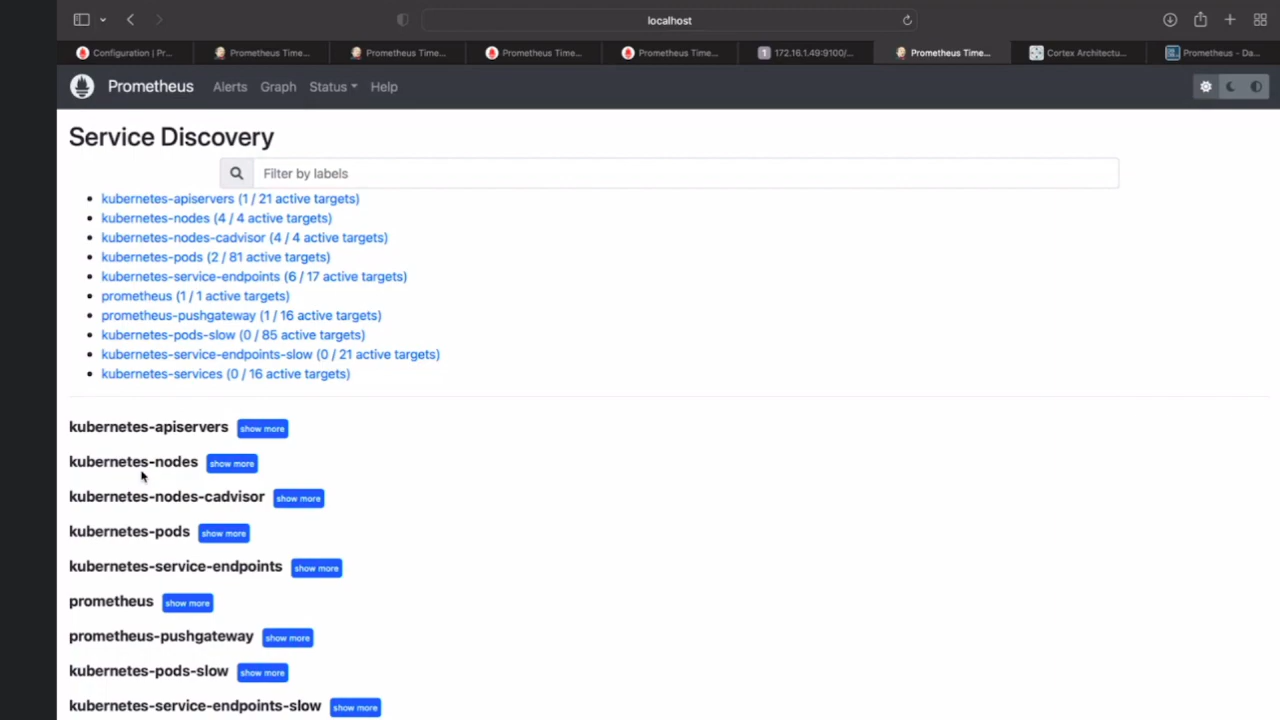 localhost
Configuration | Pr... Prometheus Time... Prometheus Time... Prometheus Time... Prometheus Time... 172.16.1.49:9100/... Prometheus Time... Cortex Architectu... Prometheus - Da...
Prometheus Alerts Graph Status Help
Service Discovery
Filter by labels
kubernetes-apiservers (1 / 21 active targets)
kubernetes-nodes (4 / 4 active targets)
kubernetes-nodes-cadvisor (4 / 4 active targets)
kubernetes-pods (2 / 81 active targets)
kubernetes-service-endpoints (6 / 17 active targets)
prometheus (1 / 1 active targets)
prometheus-pushgateway (1 / 16 active targets)
kubernetes-pods-slow (0 / 85 active targets)
kubernetes-service-endpoints-slow (0 / 21 active targets)
kubernetes-services (0 / 16 active targets)
kubernetes-apiservers show more
kubernetes-nodes show more
kubernetes-nodes-cadvisor show more
kubernetes-pods show more
kubernetes-service-endpoints show more
prometheus show more
prometheus-pushgateway show more
kubernetes-pods-slow show more
kubernetes-service-endpoints-slow show more